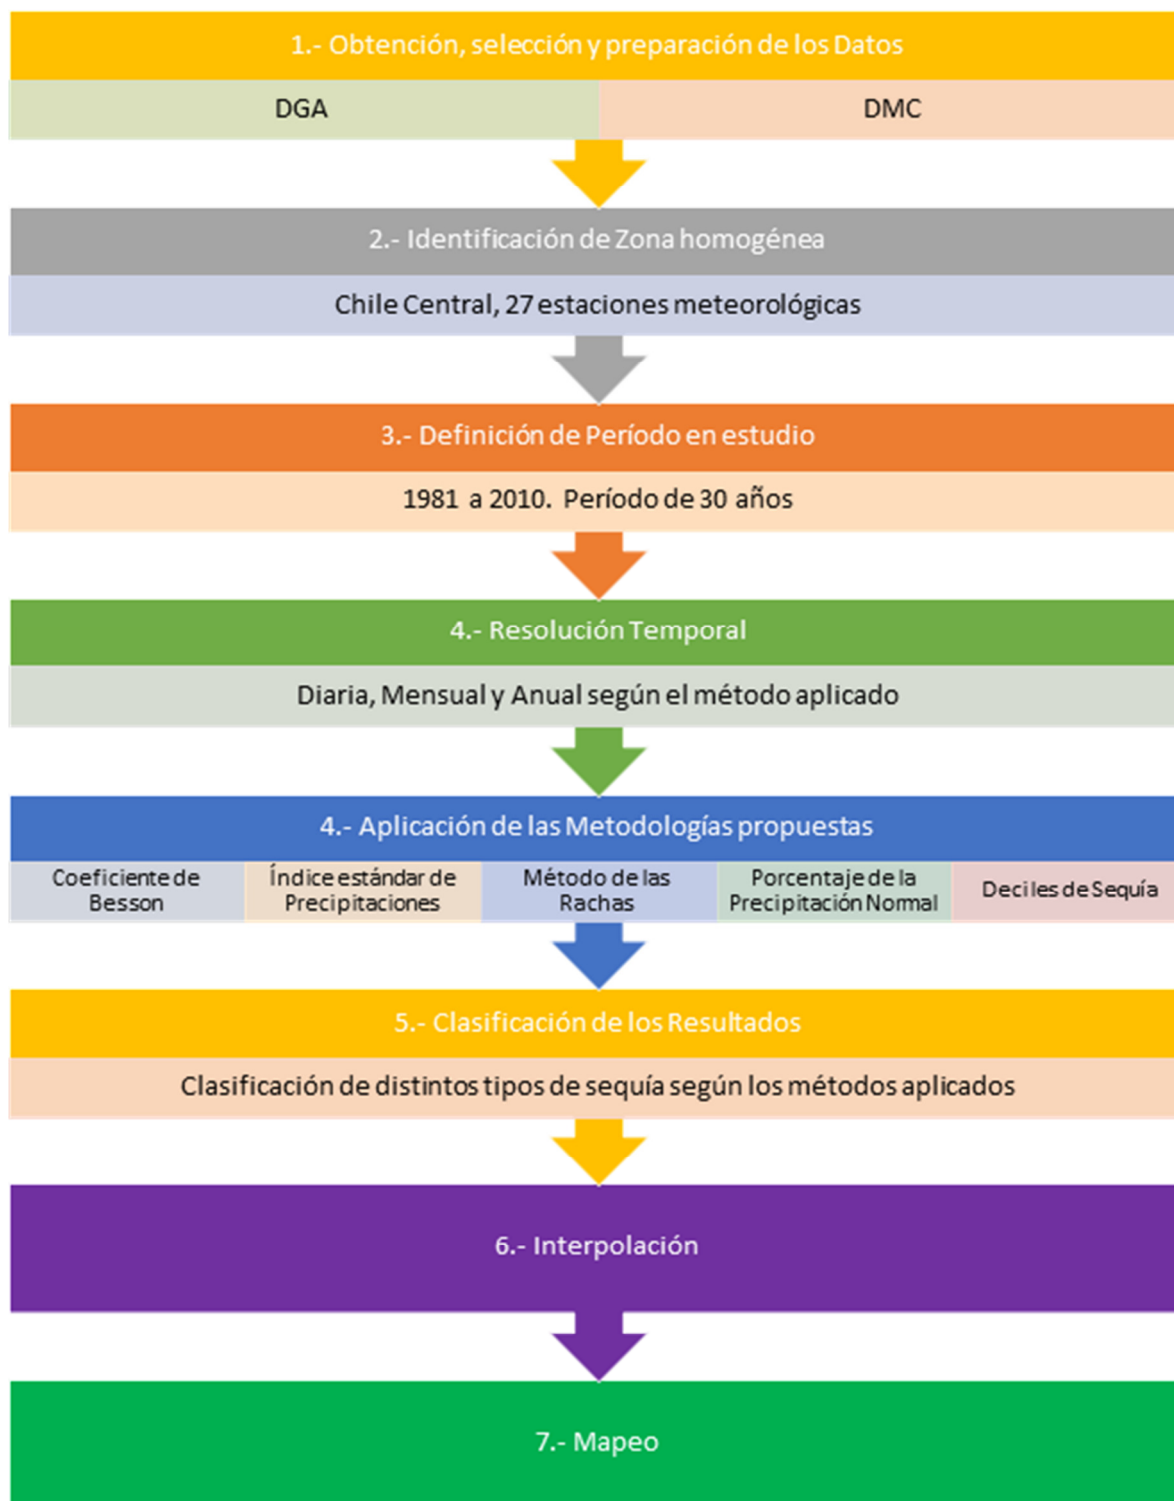 1.- Obtención, selección y preparación de los Datos
DGA
DMC
2.- Identificación de Zona homogénea
Chile Central, 27 estaciones meteorológicas
3.- Definición de Período en estudio
1981 a 2010. Período de 30 años
4.- Resolución Temporal
Diaria, Mensual y Anual según el método aplicado
4.- Aplicación de las Metodologías propuestas
Coeficiente de
Besson
Índice estándar de
Precipitaciones
Método de las
Rachas
Porcentaje de la
Precipitación Normal
Deciles de Sequía
5.- Clasificación de los Resultados
Clasificación de distintos tipos de sequía según los métodos aplicados
6.- Interpolación
7.- Mapeo